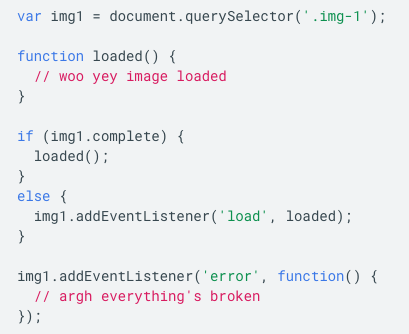 var img1 = document.querySelector('.img-1');
function loaded() {
  // woo yey image loaded
}
if (img1.complete) {
  loaded();
}
else {
  img1.addEventListener('load', loaded);
}
img1.addEventListener('error', function() {
  // argh everything's broken
});